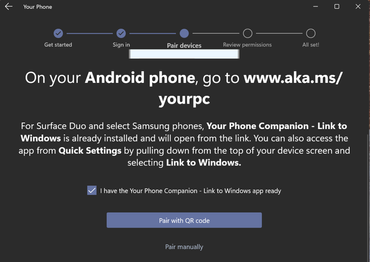 Your Phone
Get started
Sign in
Pair devices
Review permissions
All set!
On your Android phone, go to www.aka.ms/
yourpc
For Surface Duo and select Samsung phones, Your Phone Companion - Link to
Windows is already installed and will open from the link. You can also access the
app from Quick Settings by pulling down from the top of your device screen and
selecting Link to Windows.
I have the Your Phone Companion - Link to Windows app ready
Pair with QR code
Pair manually